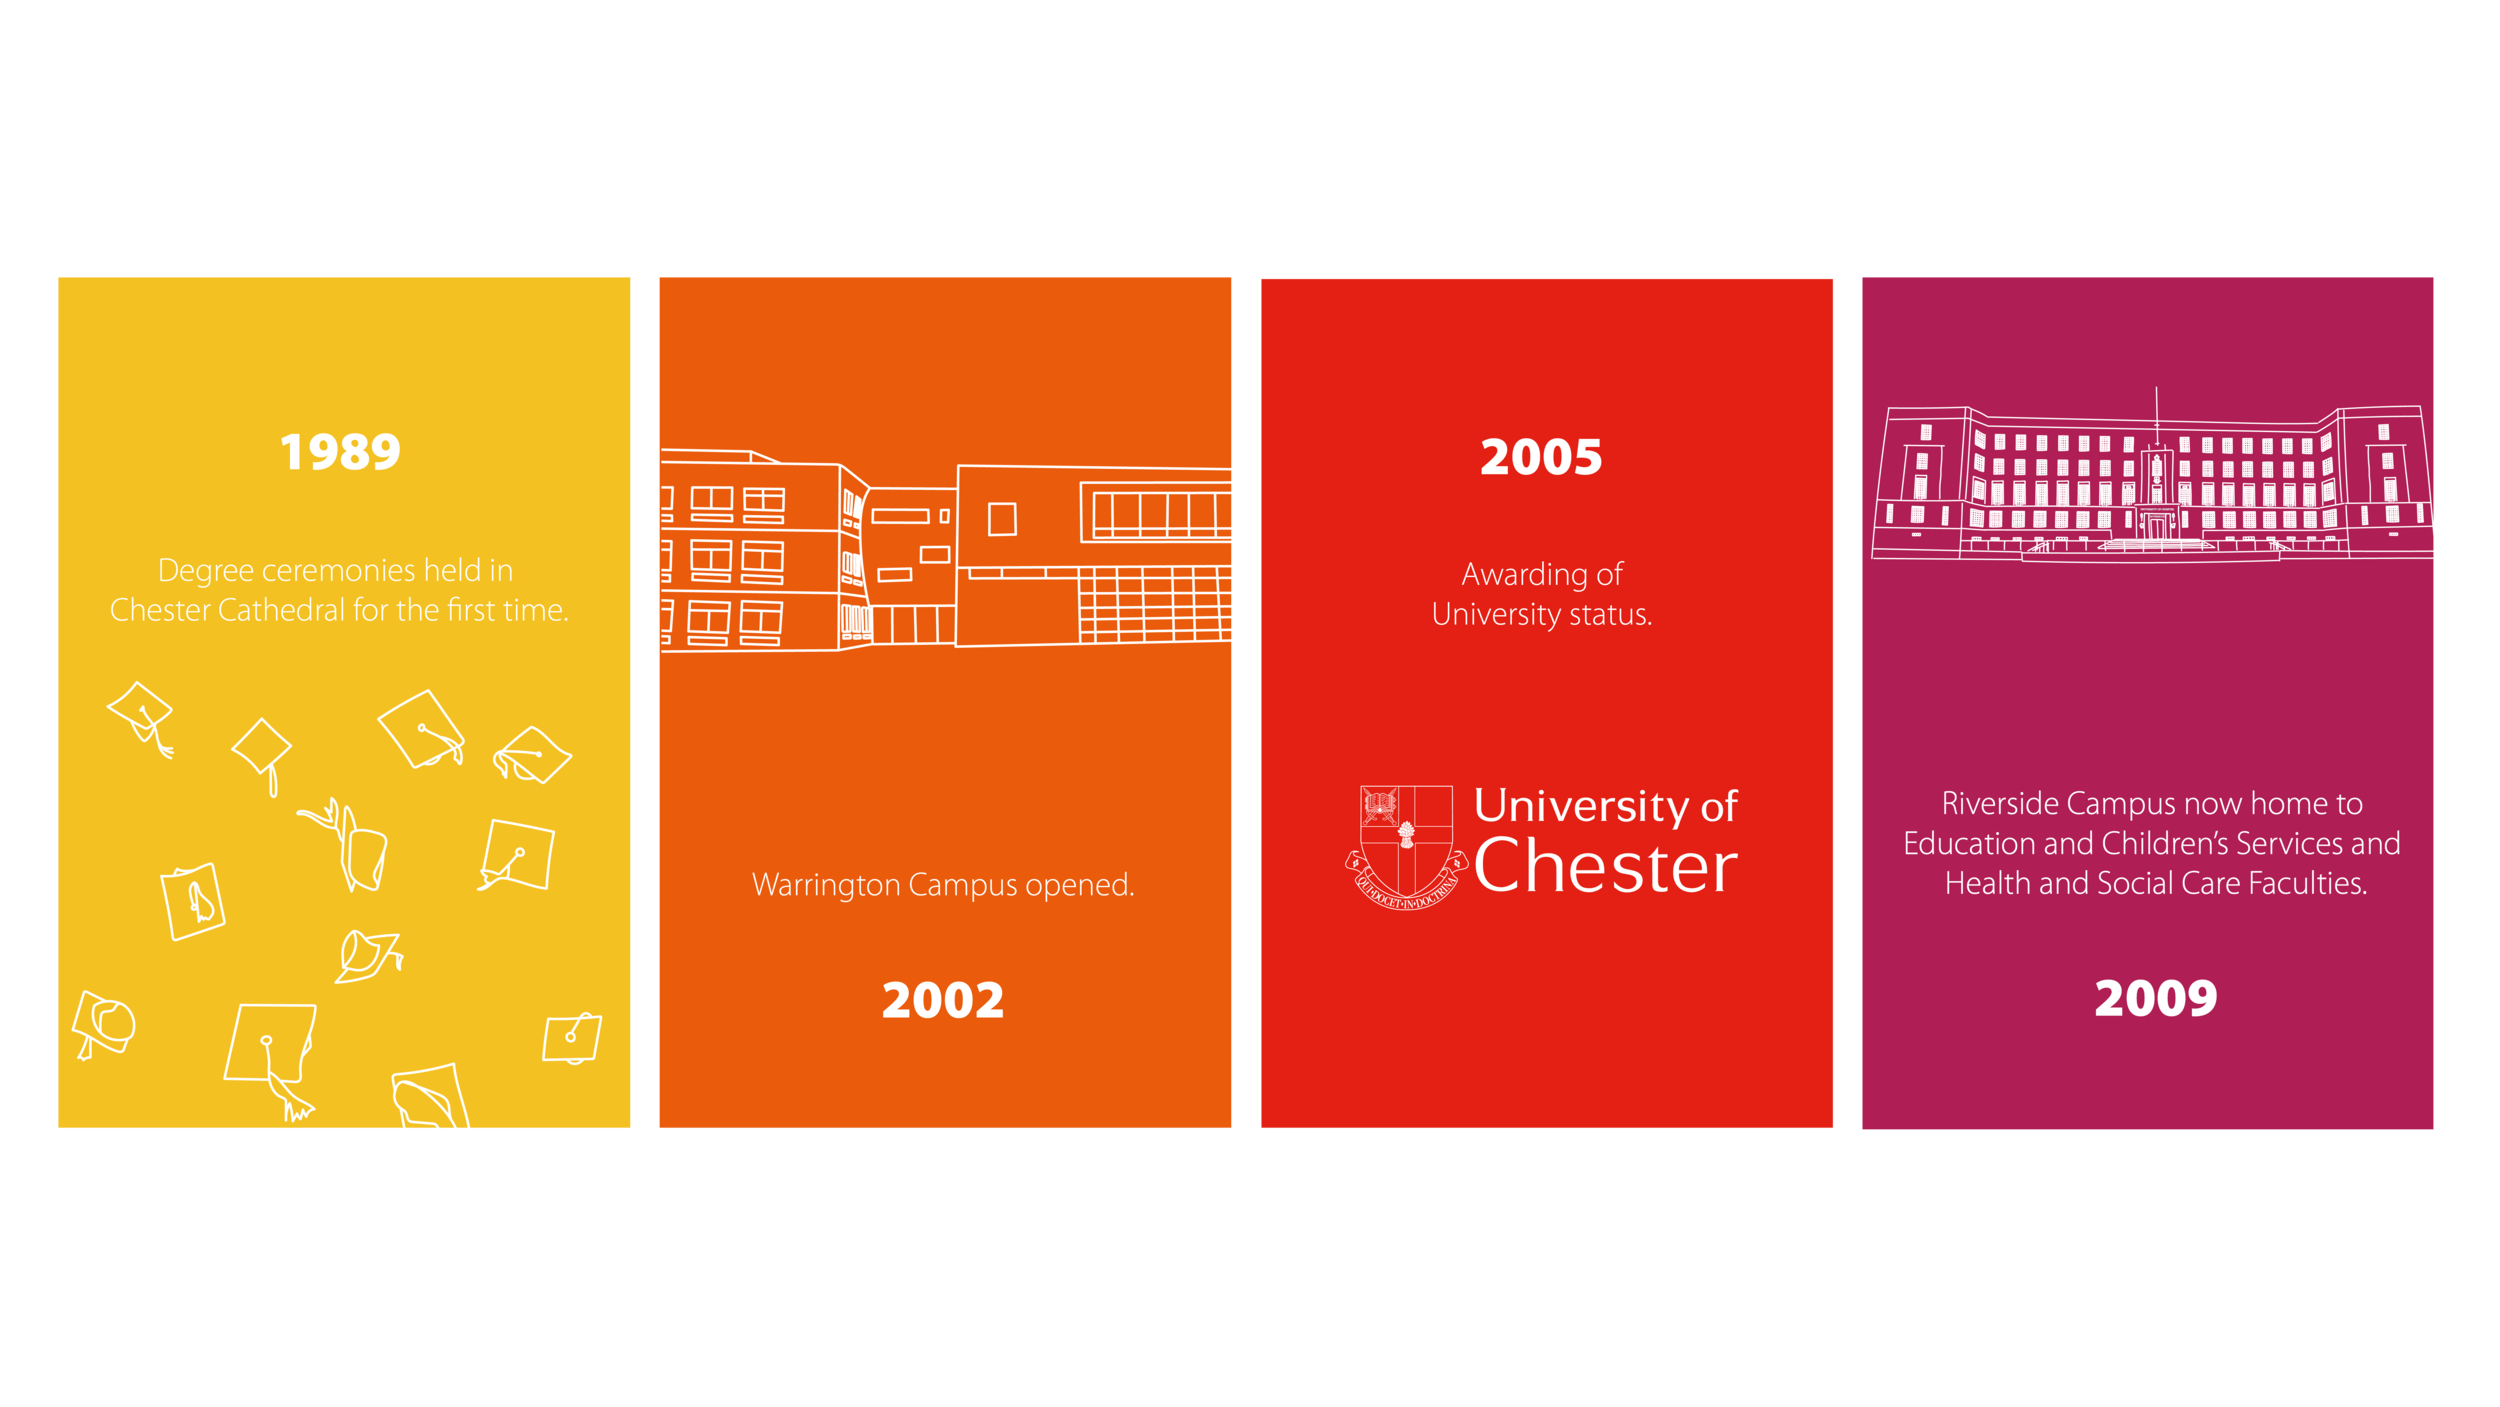 1989
Degree ceremonies held in
Chester Cathedral for the first time.
Warrington Campus opened.
2002
2005
Awarding of
University status.
University of
Chester
QUI·DOCET·IN·DOCTRINA
Riverside Campus now home to
Education and Children’s Services and
Health and Social Care Faculties.
2009